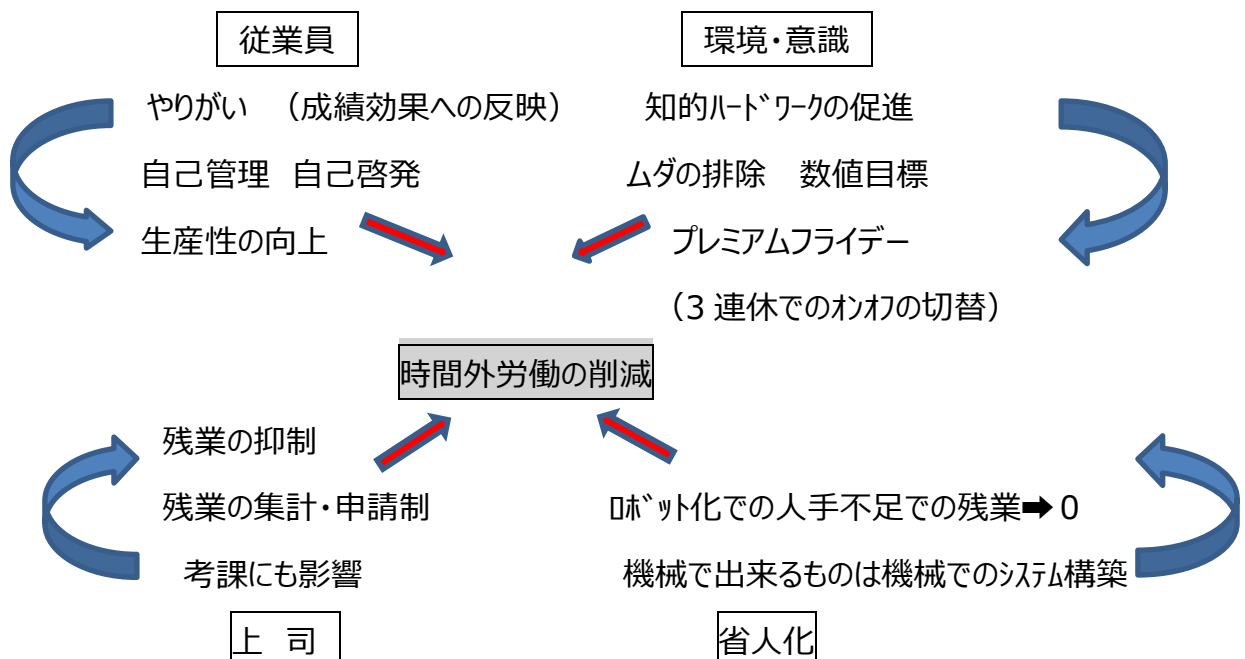 従業員
環境・意識
やりがい （成績効果への反映）
知的ﾊｰﾄﾞﾜｰｸの促進
自己管理 自己啓発
ムダの排除 数値目標
生産性の向上
プレミアムフライデー
（3 連休でのｵﾝｵﾌの切替）
時間外労働の削減
残業の抑制
残業の集計・申請制
ﾛﾎﾞｯﾄ化での人手不足での残業➡0
考課にも影響
機械で出来るものは機械でのｼｽﾃﾑ構築
上 司
省人化